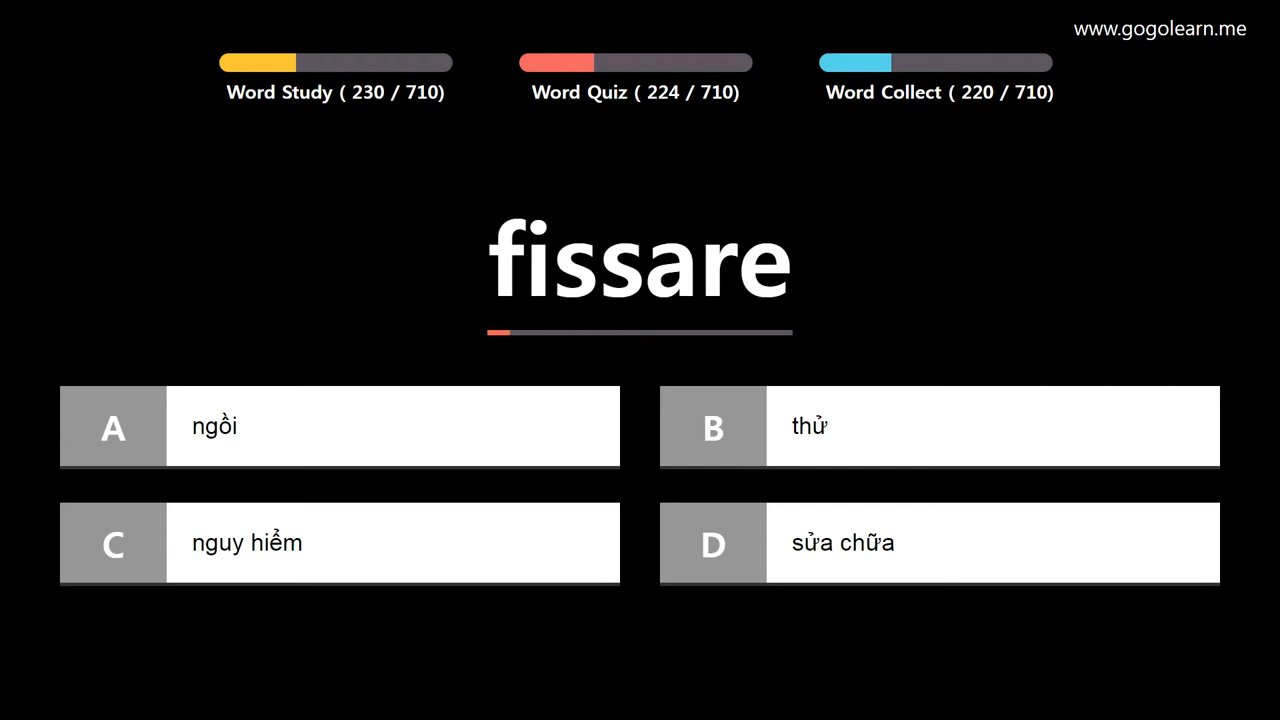 www.gogolearn.me
Word Study ( 230 / 710)
Word Quiz ( 224 / 710)
Word Collect ( 220 / 710)
fissare
A ngồi
B thử
C nguy hiểm
D sửa chữa